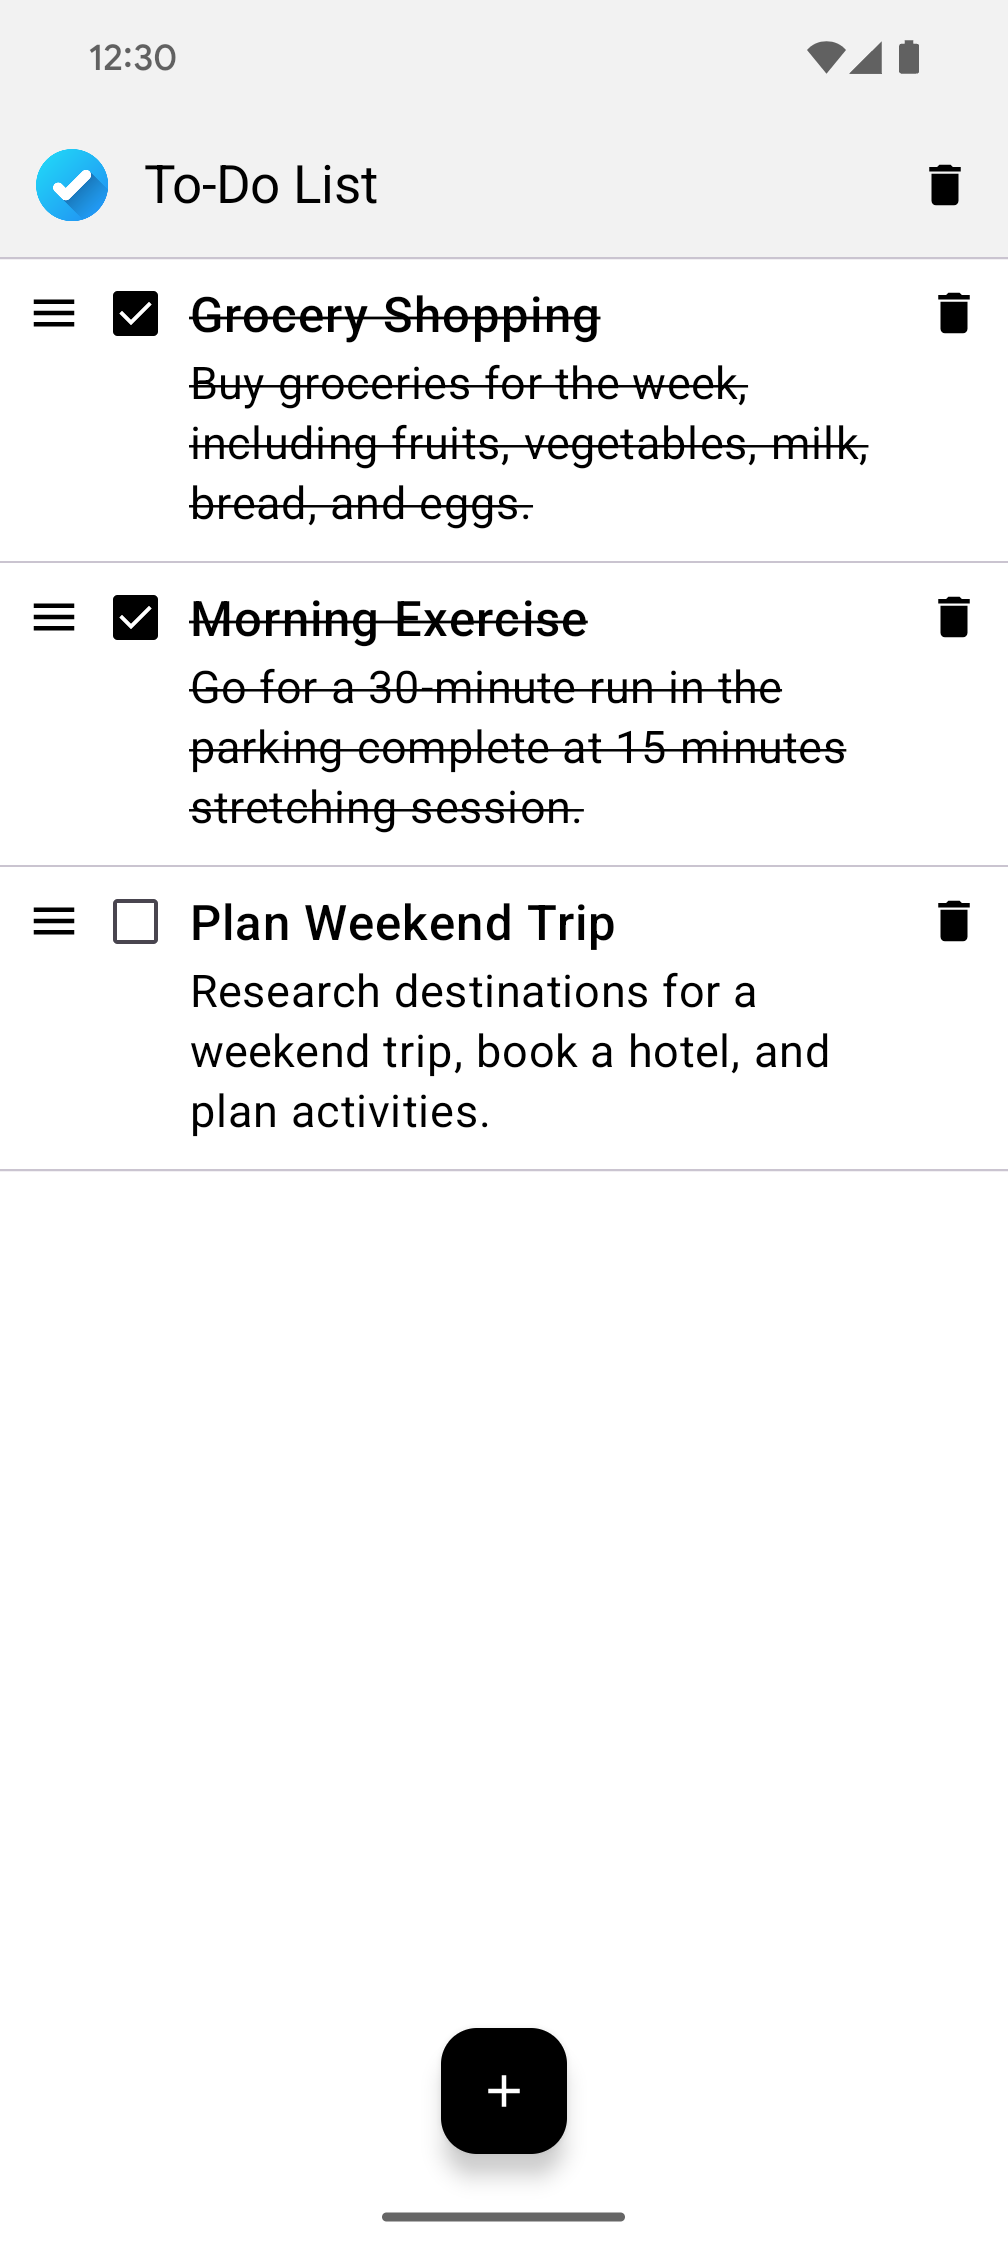 12:30
To-Do List
Grocery Shopping
Buy groceries for the week,
including fruits, vegetables, milk,
bread, and eggs.
Morning Exercise
Go for a 30-minute run in the
parking complete at 15 minutes
stretching session.
Plan Weekend Trip
Research destinations for a
weekend trip, book a hotel, and
plan activities.